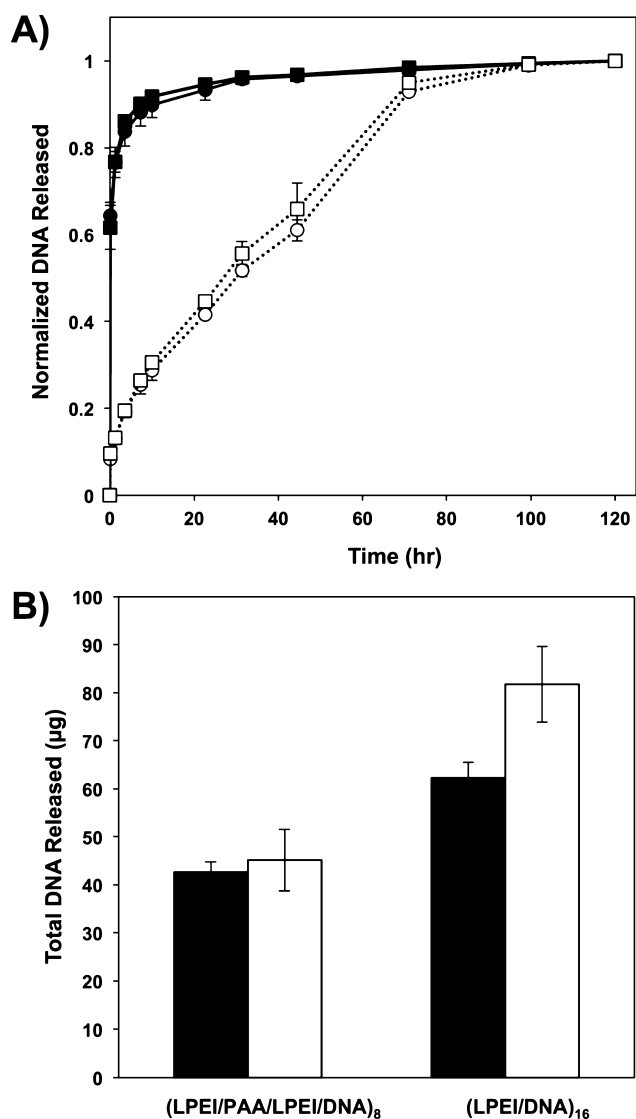 A)
Normalized DNA Released
1
0.8
0.6
0.4
0.2
0
0 20 40 60 80 100 120
Time (hr)
B)
Total DNA Released (µg)
100
90
80
70
60
50
40
30
20
10
0
(LPEI/PAA/LPEI/DNA)₈ (LPEI/DNA)₁₆